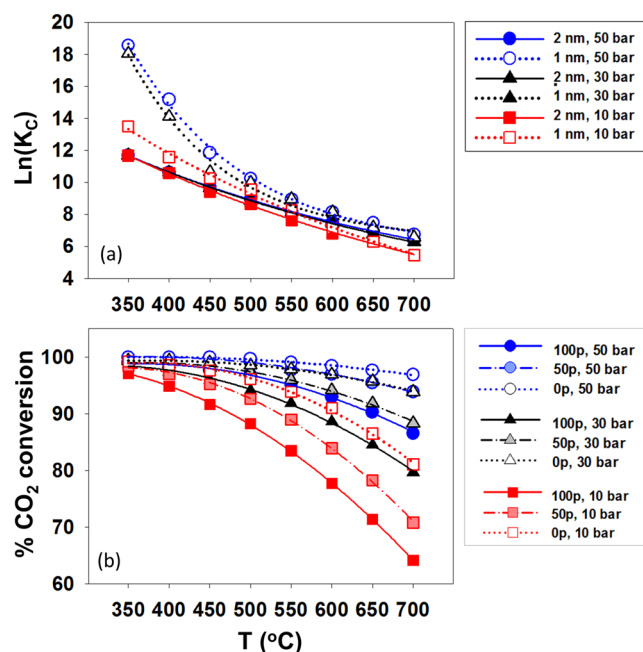 20
18
16
14
12
10
8
6
4
Ln(K_C)
(a)
350 400 450 500 550 600 650 700
2 nm, 50 bar
1 nm, 50 bar
2 nm, 30 bar
1 nm, 30 bar
2 nm, 10 bar
1 nm, 10 bar
100
90
80
70
60
% CO₂ conversion
(b)
350 400 450 500 550 600 650 700
T (°C)
100p, 50 bar
50p, 50 bar
0p, 50 bar
100p, 30 bar
50p, 30 bar
0p, 30 bar
100p, 10 bar
50p, 10 bar
0p, 10 bar